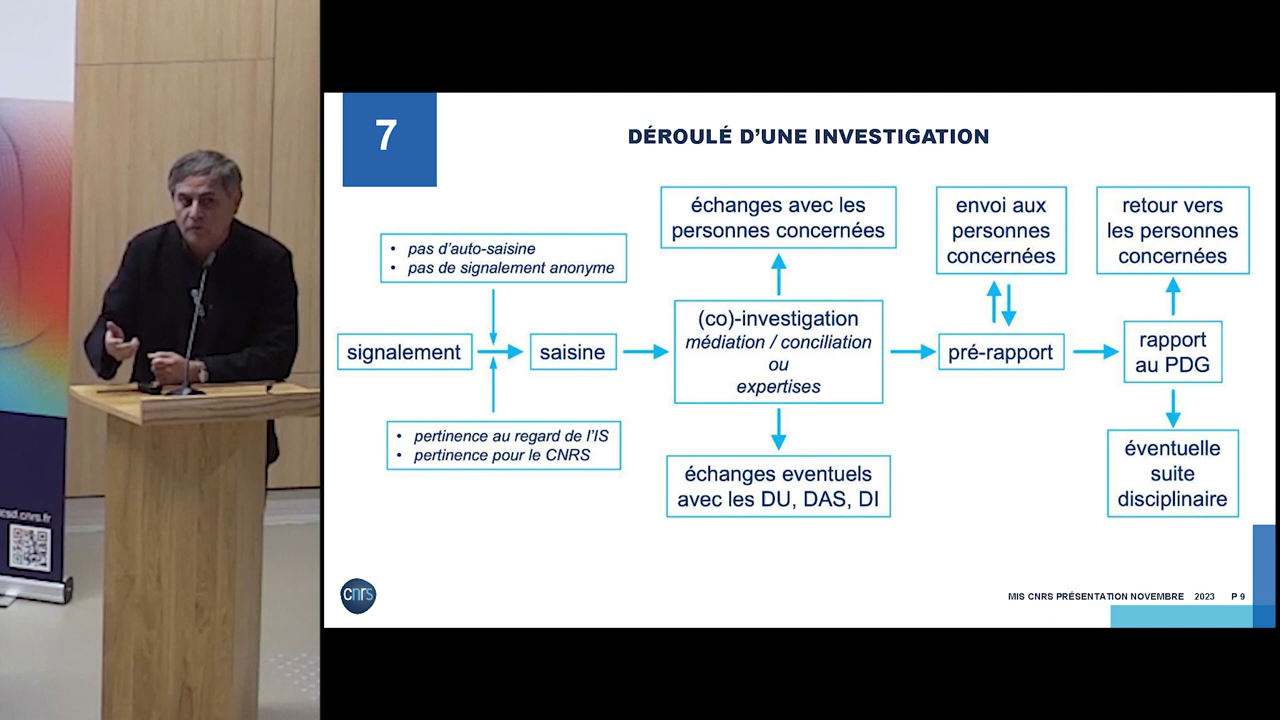 7
DÉROULÉ D'UNE INVESTIGATION
• pas d'auto-saisine
• pas de signalement anonyme
signalement
saisine
• pertinence au regard de l'IS
• pertinence pour le CNRS
échanges avec les
personnes concernées
(co)-investigation
médiation / conciliation
ou
expertises
échanges eventuels
avec les DU, DAS, DI
envoi aux
personnes
concernées
pré-rapport
retour vers
les personnes
concernées
rapport
au PDG
éventuelle
suite
disciplinaire
cnrs
MIS CNRS PRÉSENTATION NOVEMBRE 2023 P 9
csd.cnrs.fr